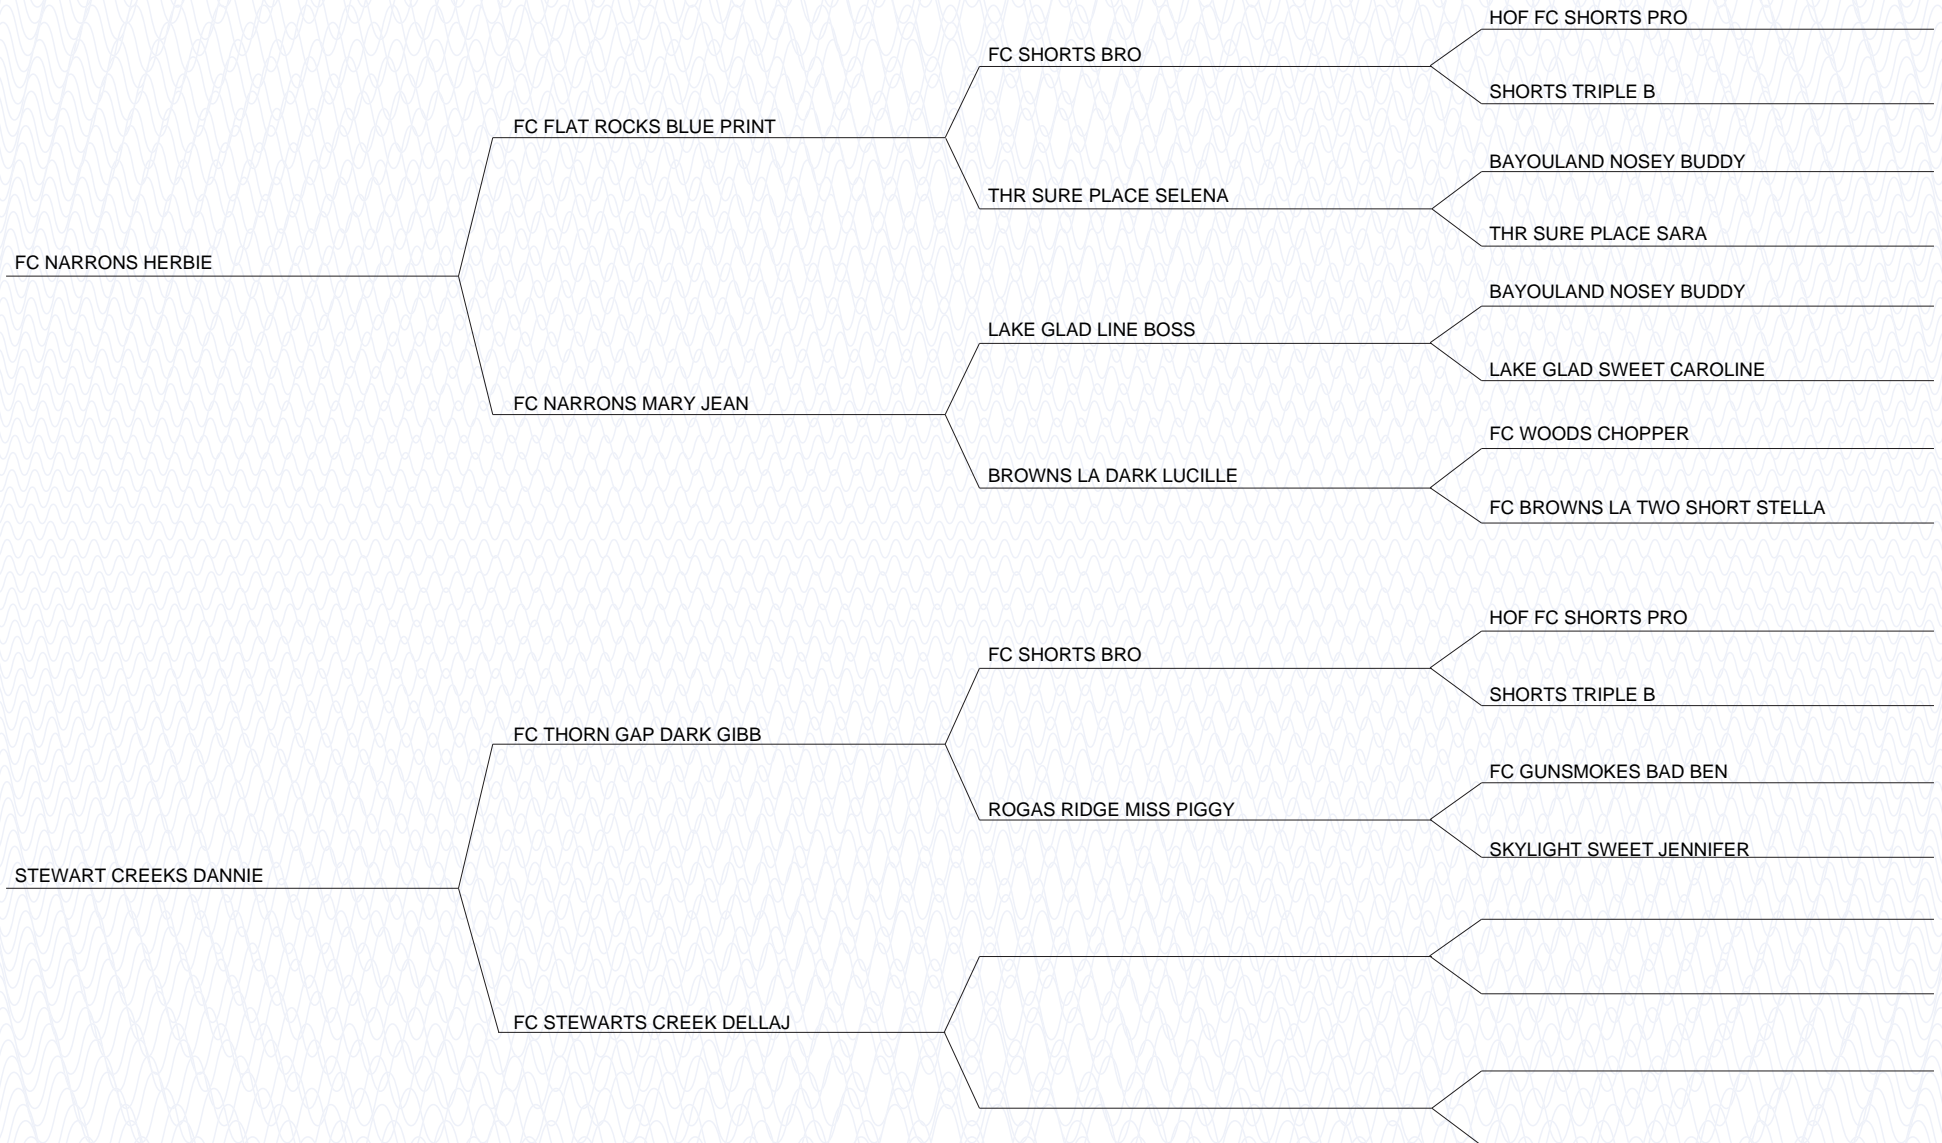 HOF FC SHORTS PRO
FC SHORTS BRO
SHORTS TRIPLE B
FC FLAT ROCKS BLUE PRINT
BAYOULAND NOSEY BUDDY
THR SURE PLACE SELENA
THR SURE PLACE SARA
FC NARRONS HERBIE
BAYOULAND NOSEY BUDDY
LAKE GLAD LINE BOSS
LAKE GLAD SWEET CAROLINE
FC NARRONS MARY JEAN
FC WOODS CHOPPER
BROWNS LA DARK LUCILLE
FC BROWNS LA TWO SHORT STELLA
HOF FC SHORTS PRO
FC SHORTS BRO
SHORTS TRIPLE B
FC THORN GAP DARK GIBB
FC GUNSMOKES BAD BEN
ROGAS RIDGE MISS PIGGY
SKYLIGHT SWEET JENNIFER
STEWART CREEKS DANNIE
FC STEWARTS CREEK DELLAJ